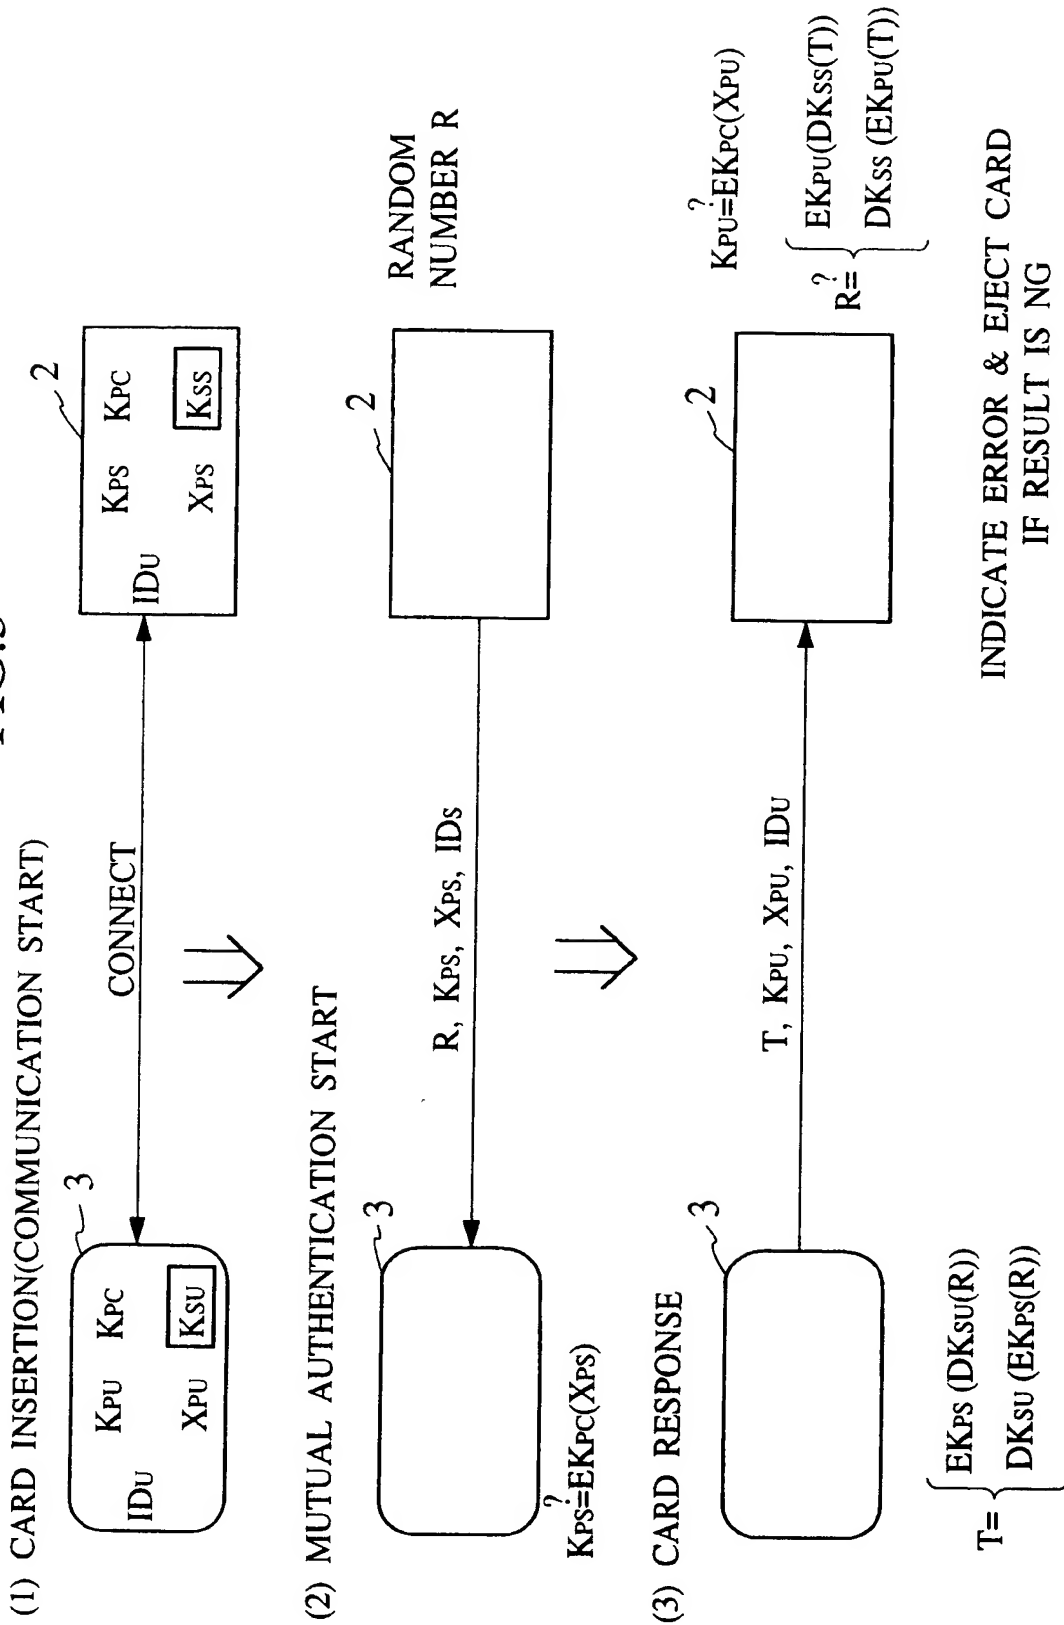 (1) CARD INSERTION(COMMUNICATION START)
3
IDU
KPU KPC
XPU KSU
CONNECT
2
IDU
KPS KPC
XPS KSS
(2) MUTUAL AUTHENTICATION START
3
KPS≟EKPC(XPS)
R, KPS, XPS, IDS
2
RANDOM
NUMBER R
(3) CARD RESPONSE
3
T=
EKPS (DKSU(R))
DKSU (EKPS(R))
T, KPU, XPU, IDU
2
KPU≟EKPC(XPU)
R≟
EKPU(DKSS(T))
DKSS (EKPU(T))
INDICATE ERROR & EJECT CARD
IF RESULT IS NG